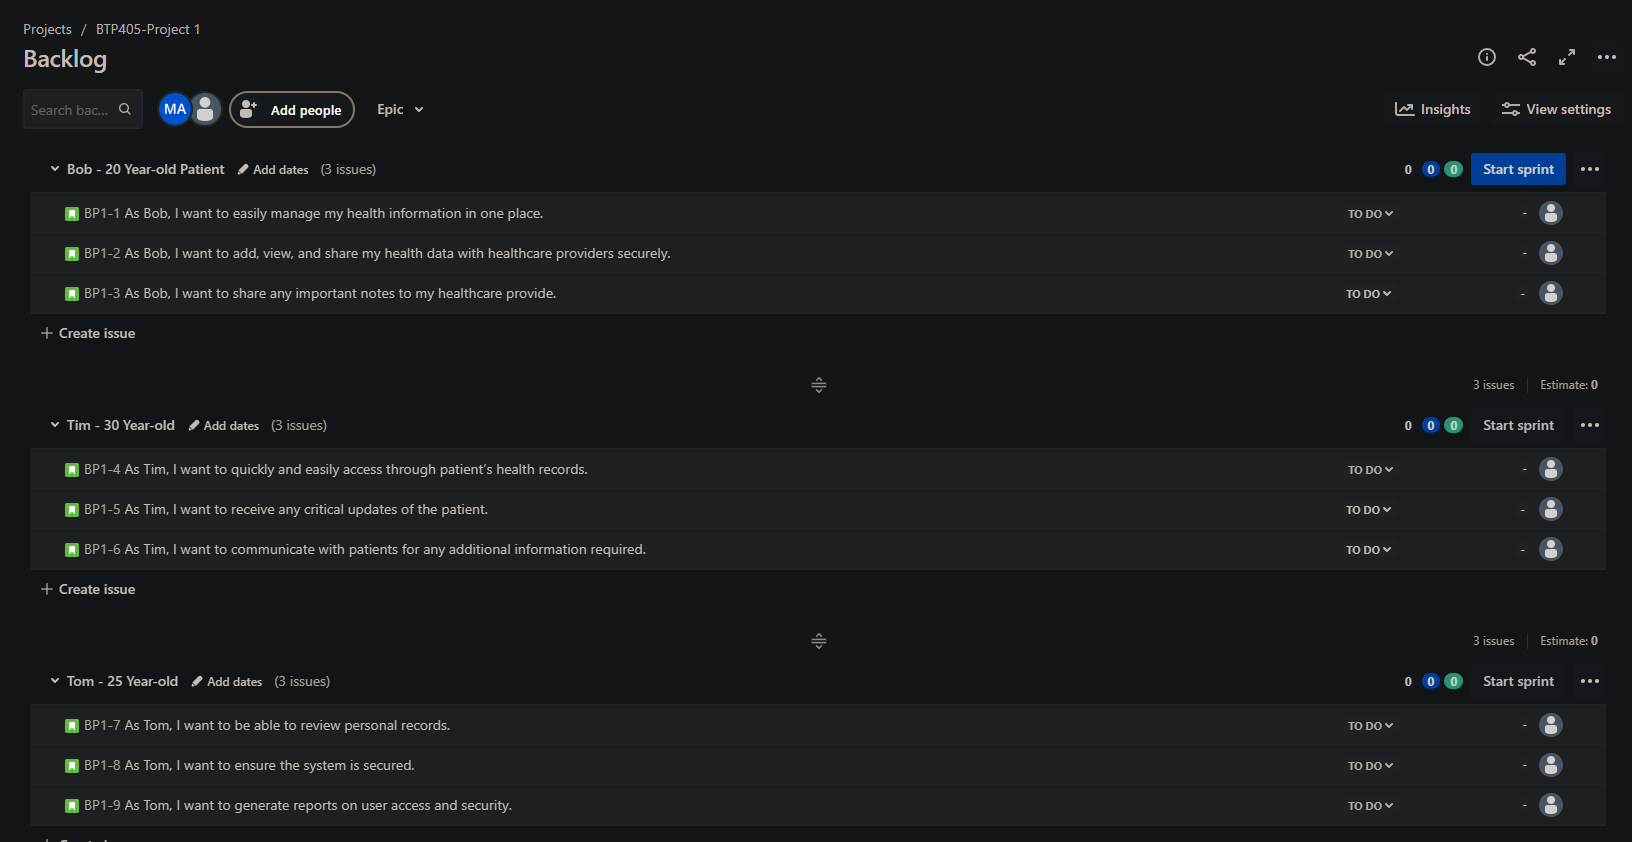 Projects / BTP405-Project 1
Backlog
Search bac... MA Add people Epic Insights View settings
Bob - 20 Year-old Patient Add dates (3 issues) 0 0 0 Start sprint
BP1-1 As Bob, I want to easily manage my health information in one place. TO DO -
BP1-2 As Bob, I want to add, view, and share my health data with healthcare providers securely. TO DO -
BP1-3 As Bob, I want to share any important notes to my healthcare provide. TO DO -
+ Create issue
3 issues Estimate: 0
Tim - 30 Year-old Add dates (3 issues) 0 0 0 Start sprint
BP1-4 As Tim, I want to quickly and easily access through patient's health records. TO DO -
BP1-5 As Tim, I want to receive any critical updates of the patient. TO DO -
BP1-6 As Tim, I want to communicate with patients for any additional information required. TO DO -
+ Create issue
3 issues Estimate: 0
Tom - 25 Year-old Add dates (3 issues) 0 0 0 Start sprint
BP1-7 As Tom, I want to be able to review personal records. TO DO -
BP1-8 As Tom, I want to ensure the system is secured. TO DO -
BP1-9 As Tom, I want to generate reports on user access and security. TO DO -